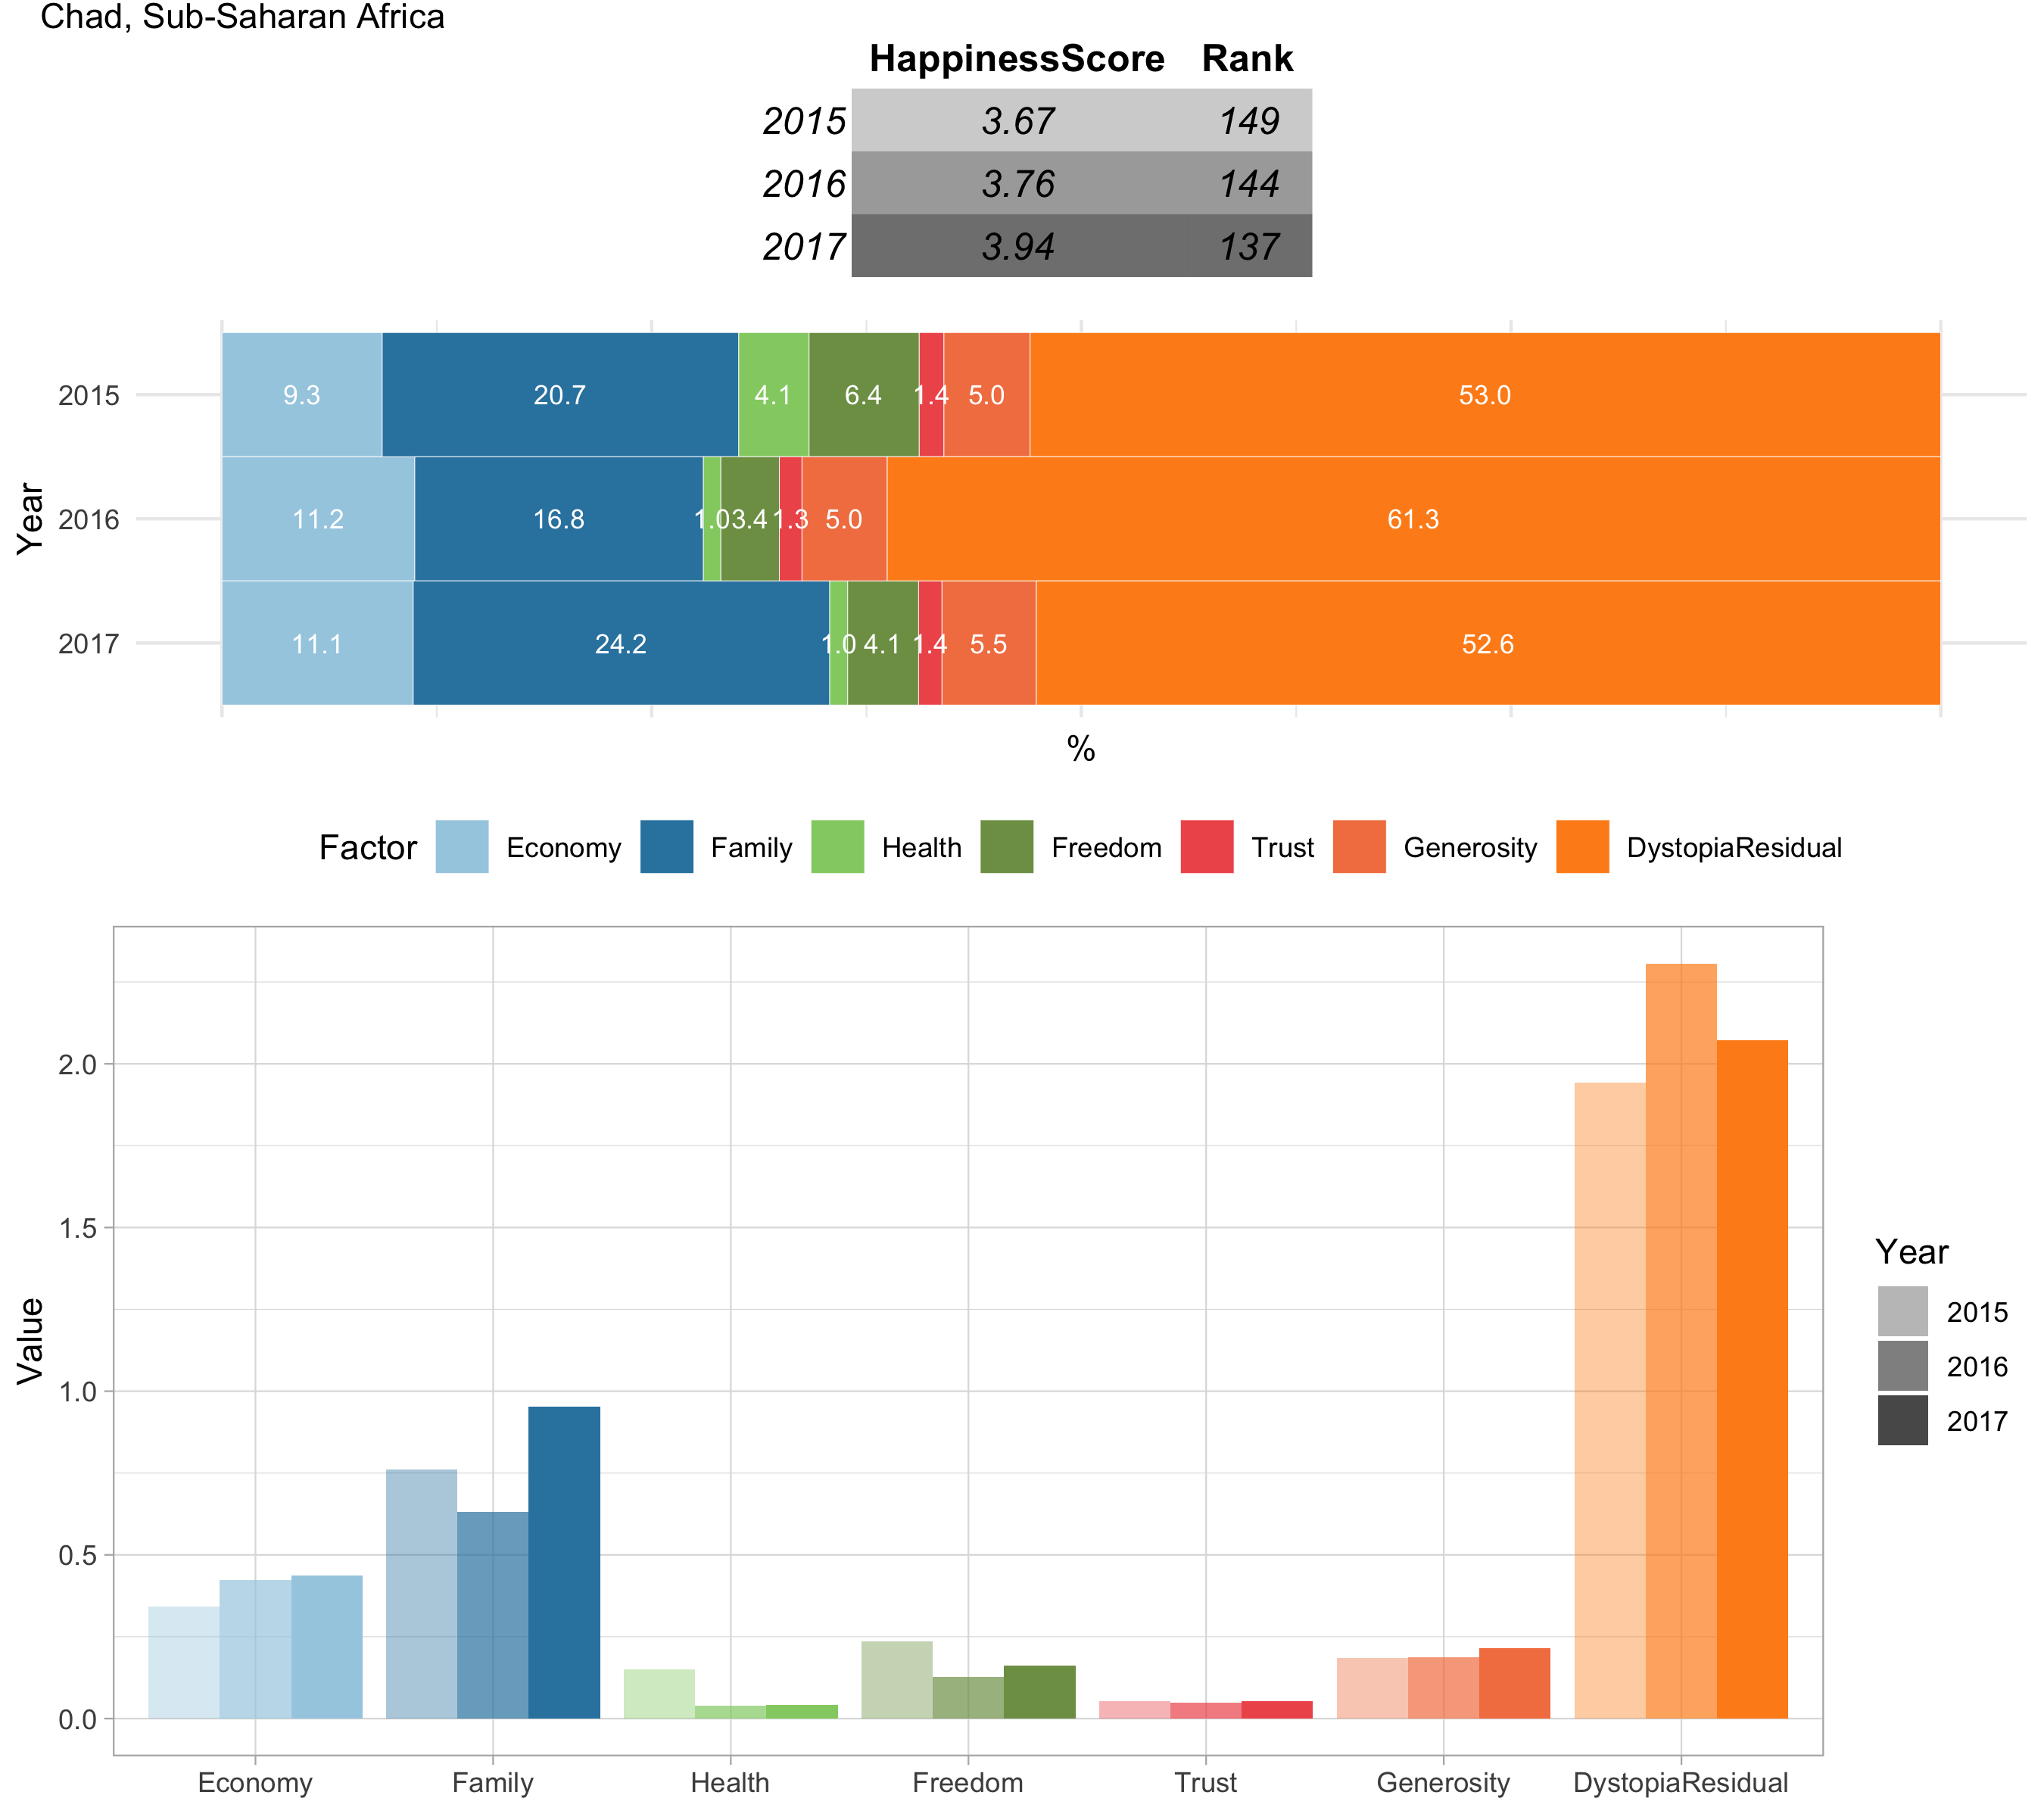 Chad, Sub-Saharan Africa
HappinessScore Rank
2015 3.67 149
2016 3.76 144
2017 3.94 137
Year
2015 9.3 20.7 4.1 6.4 1.4 5.0 53.0
2016 11.2 16.8 1.0 3.4 1.3 5.0 61.3
2017 11.1 24.2 1.0 4.1 1.4 5.5 52.6
%
Factor Economy Family Health Freedom Trust Generosity DystopiaResidual
Value
2.0
1.5
1.0
0.5
0.0
Economy Family Health Freedom Trust Generosity DystopiaResidual
Year
2015
2016
2017